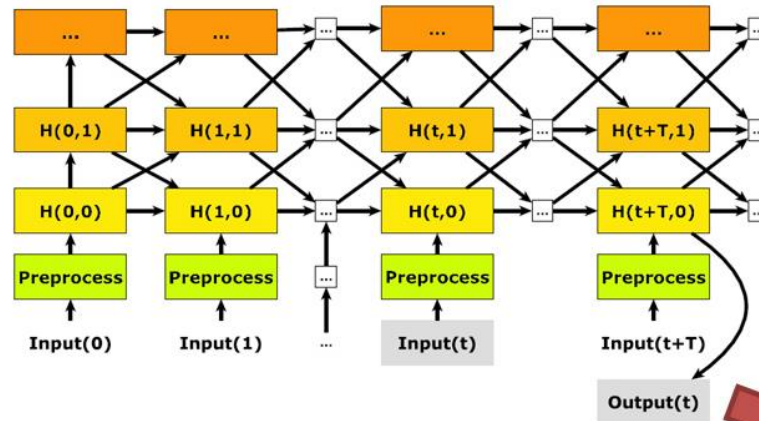 ... ... ... ... ... ... ...
H(0,1) H(1,1) ... H(t,1) ... H(t+T,1) ...
H(0,0) H(1,0) ... H(t,0) ... H(t+T,0) ...
Preprocess Preprocess ... Preprocess Preprocess
Input(0) Input(1) ... Input(t) Input(t+T)
Output(t)